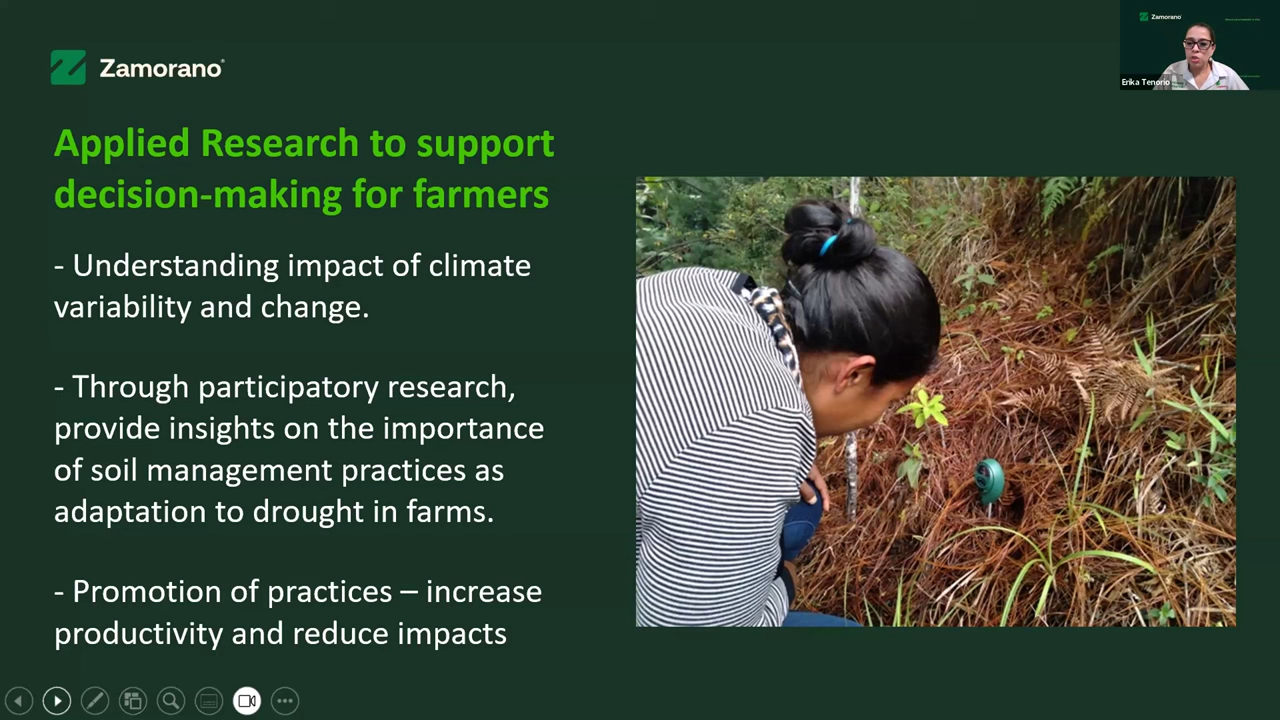 Zamorano
Applied Research to support
decision-making for farmers
- Understanding impact of climate
variability and change.
- Through participatory research,
provide insights on the importance
of soil management practices as
adaptation to drought in farms.
- Promotion of practices – increase
productivity and reduce impacts
Zamorano
Erika Tenorio